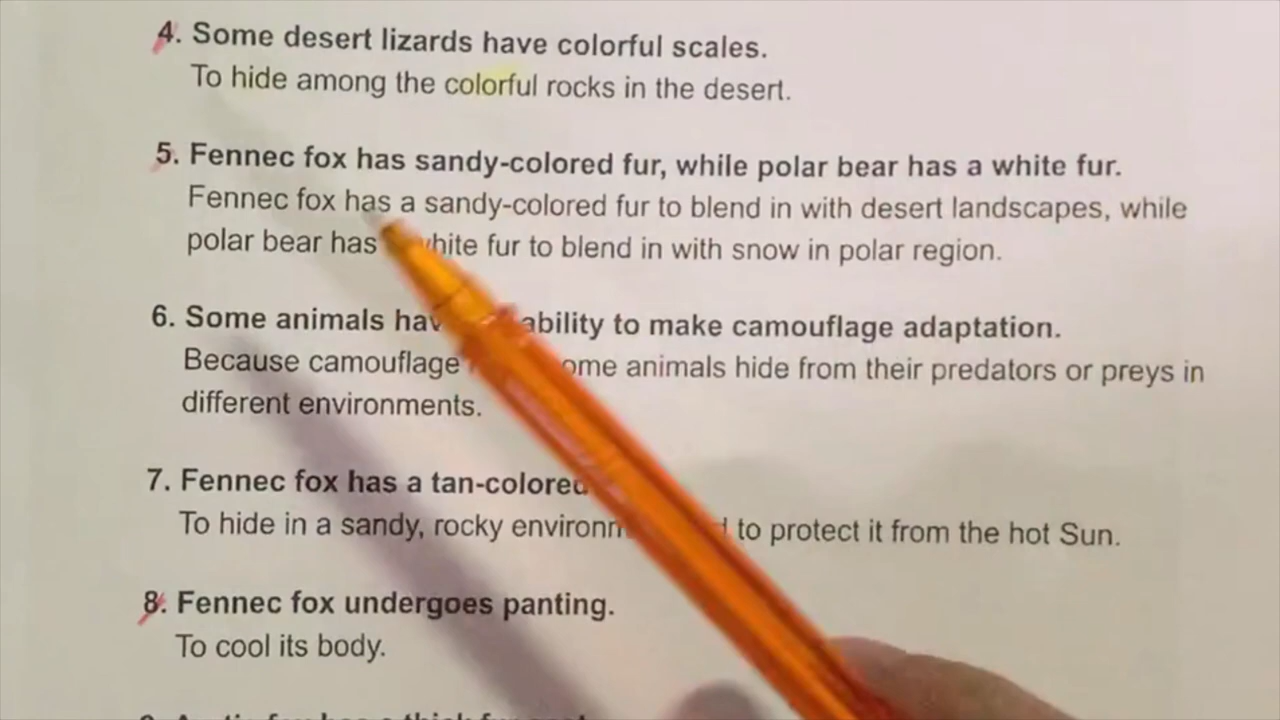 4. Some desert lizards have colorful scales.
To hide among the colorful rocks in the desert.
5. Fennec fox has sandy-colored fur, while polar bear has a white fur.
Fennec fox has a sandy-colored fur to blend in with desert landscapes, while
polar bear has white fur to blend in with snow in polar region.
6. Some animals hav ability to make camouflage adaptation.
Because camouflage some animals hide from their predators or preys in
different environments.
7. Fennec fox has a tan-colored
To hide in a sandy, rocky to protect it from the hot Sun.
8. Fennec fox undergoes panting.
To cool its body.